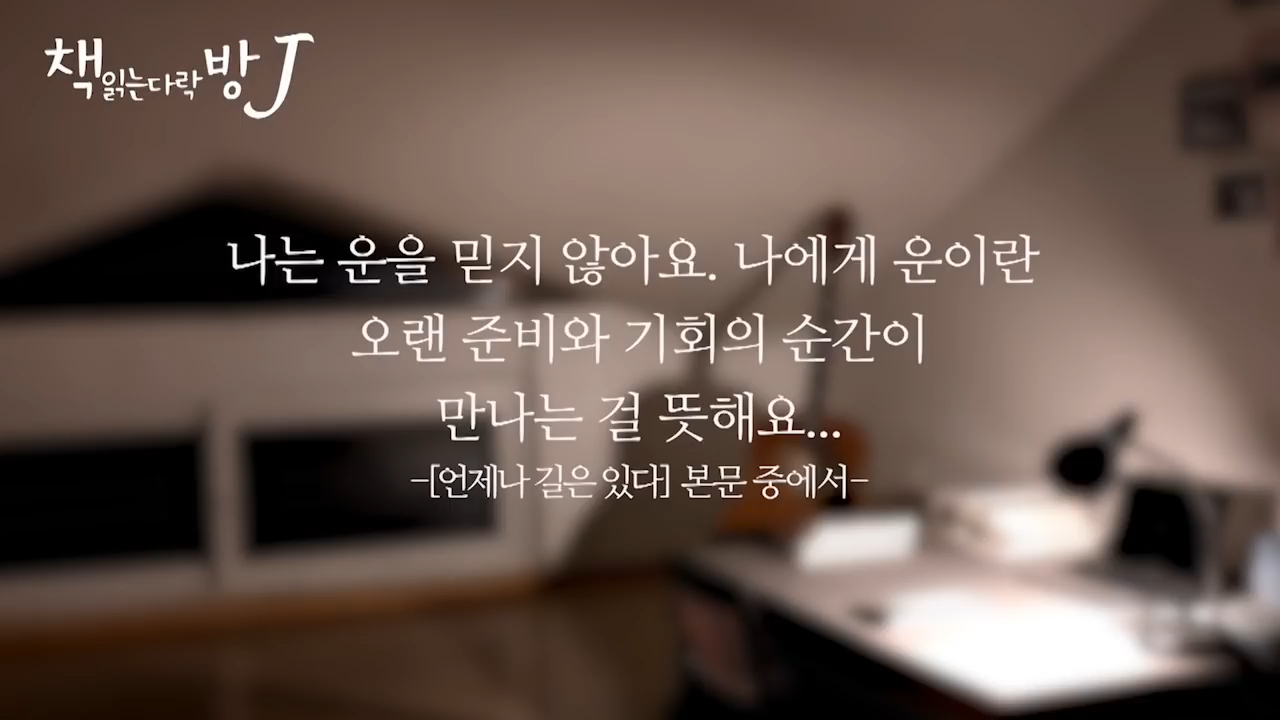 책읽는다락방J
나는 운을 믿지 않아요. 나에게 운이란
오랜 준비와 기회의 순간이
만나는 걸 뜻해요...
-[언제나 길은 있다] 본문 중에서-